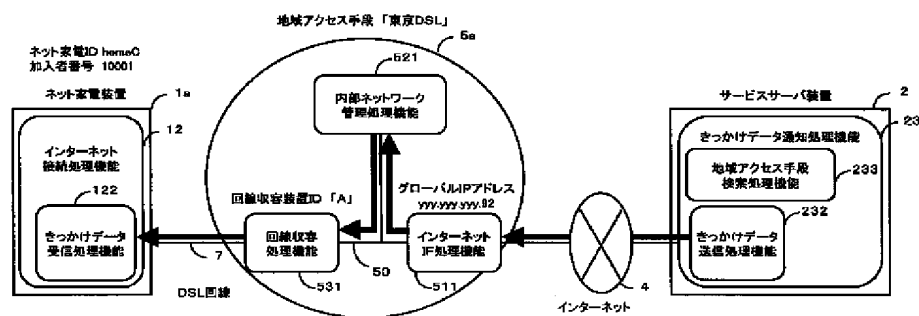 地域アクセス手段「東京DSL」
5a
ネット家電ID homeC
加入者番号 10001
ネット家電装置
1a
12
インターネット
接続処理機能
122
きっかけデータ
受信処理機能
7
DSL回線
521
内部ネットワーク
管理処理機能
回線収容装置ID「A」
回線収容
処理機能
531
50
グローバルIPアドレス
yyy.yyy.yyy.92
インターネット
IF処理機能
511
4
インターネット
サービスサーバ装置
2
23
きっかけデータ通知処理機能
地域アクセス手段
検索処理機能
233
232
きっかけデータ
送信処理機能